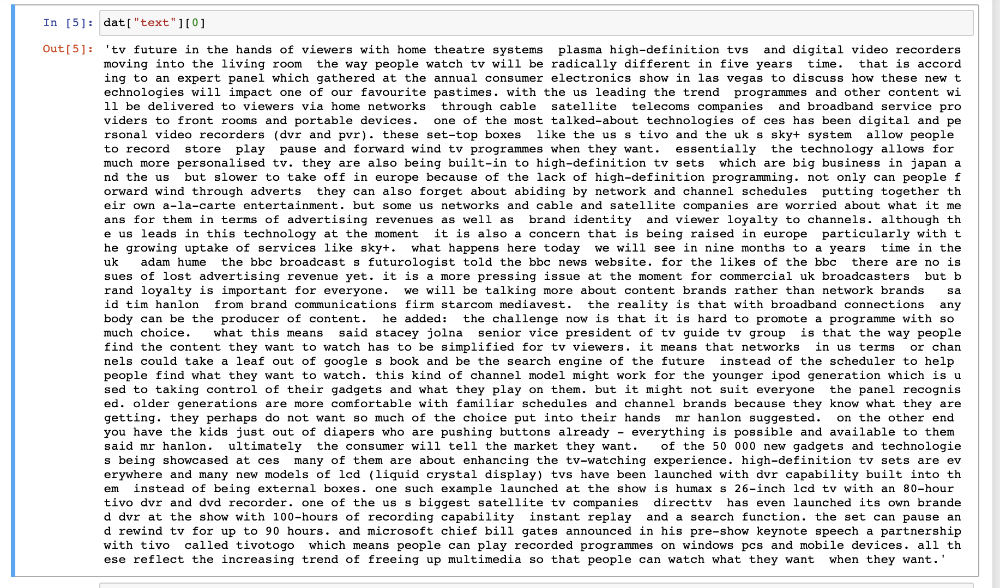 In [5]: dat["text"][0]
Out[5]: 'tv future in the hands of viewers with home theatre systems  plasma high-definition tvs  and digital video recorders
moving into the living room  the way people watch tv will be radically different in five years  time.  that is accord
ing to an expert panel which gathered at the annual consumer electronics show in las vegas to discuss how these new t
echnologies will impact one of our favourite pastimes. with the us leading the trend  programmes and other content wi
ll be delivered to viewers via home networks  through cable  satellite  telecoms companies  and broadband service pro
viders to front rooms and portable devices.  one of the most talked-about technologies of ces has been digital and pe
rsonal video recorders (dvr and pvr). these set-top boxes  like the us s tivo and the uk s sky+ system  allow people
to record  store  play  pause and forward wind tv programmes when they want.  essentially  the technology allows for
much more personalised tv. they are also being built-in to high-definition tv sets  which are big business in japan a
nd the us  but slower to take off in europe because of the lack of high-definition programming. not only can people f
orward wind through adverts  they can also forget about abiding by network and channel schedules  putting together th
eir own a-la-carte entertainment. but some us networks and cable and satellite companies are worried about what it me
ans for them in terms of advertising revenues as well as  brand identity  and viewer loyalty to channels. although th
e us leads in this technology at the moment  it is also a concern that is being raised in europe  particularly with t
he growing uptake of services like sky+.  what happens here today  we will see in nine months to a years  time in the
uk   adam hume  the bbc broadcast s futurologist told the bbc news website. for the likes of the bbc  there are no is
sues of lost advertising revenue yet. it is a more pressing issue at the moment for commercial uk broadcasters  but b
rand loyalty is important for everyone.  we will be talking more about content brands rather than network brands   sa
id tim hanlon  from brand communications firm starcom mediavest.  the reality is that with broadband connections  any
body can be the producer of content.  he added:  the challenge now is that it is hard to promote a programme with so
much choice.   what this means  said stacey jolna  senior vice president of tv guide tv group  is that the way people
find the content they want to watch has to be simplified for tv viewers. it means that networks  in us terms  or chan
nels could take a leaf out of google s book and be the search engine of the future  instead of the scheduler to help
people find what they want to watch. this kind of channel model might work for the younger ipod generation which is u
sed to taking control of their gadgets and what they play on them. but it might not suit everyone  the panel recognis
ed. older generations are more comfortable with familiar schedules and channel brands because they know what they are
getting. they perhaps do not want so much of the choice put into their hands  mr hanlon suggested.  on the other end
you have the kids just out of diapers who are pushing buttons already - everything is possible and available to them
said mr hanlon.  ultimately  the consumer will tell the market they want.   of the 50 000 new gadgets and technologie
s being showcased at ces  many of them are about enhancing the tv-watching experience. high-definition tv sets are ev
erywhere and many new models of lcd (liquid crystal display) tvs have been launched with dvr capability built into th
em  instead of being external boxes. one such example launched at the show is humax s 26-inch lcd tv with an 80-hour
tivo dvr and dvd recorder. one of the us s biggest satellite tv companies  directtv  has even launched its own brande
d dvr at the show with 100-hours of recording capability  instant replay  and a search function. the set can pause an
d rewind tv for up to 90 hours. and microsoft chief bill gates announced in his pre-show keynote speech a partnership
with tivo  called tivotogo  which means people can play recorded programmes on windows pcs and mobile devices. all th
ese reflect the increasing trend of freeing up multimedia so that people can watch what they want  when they want.'